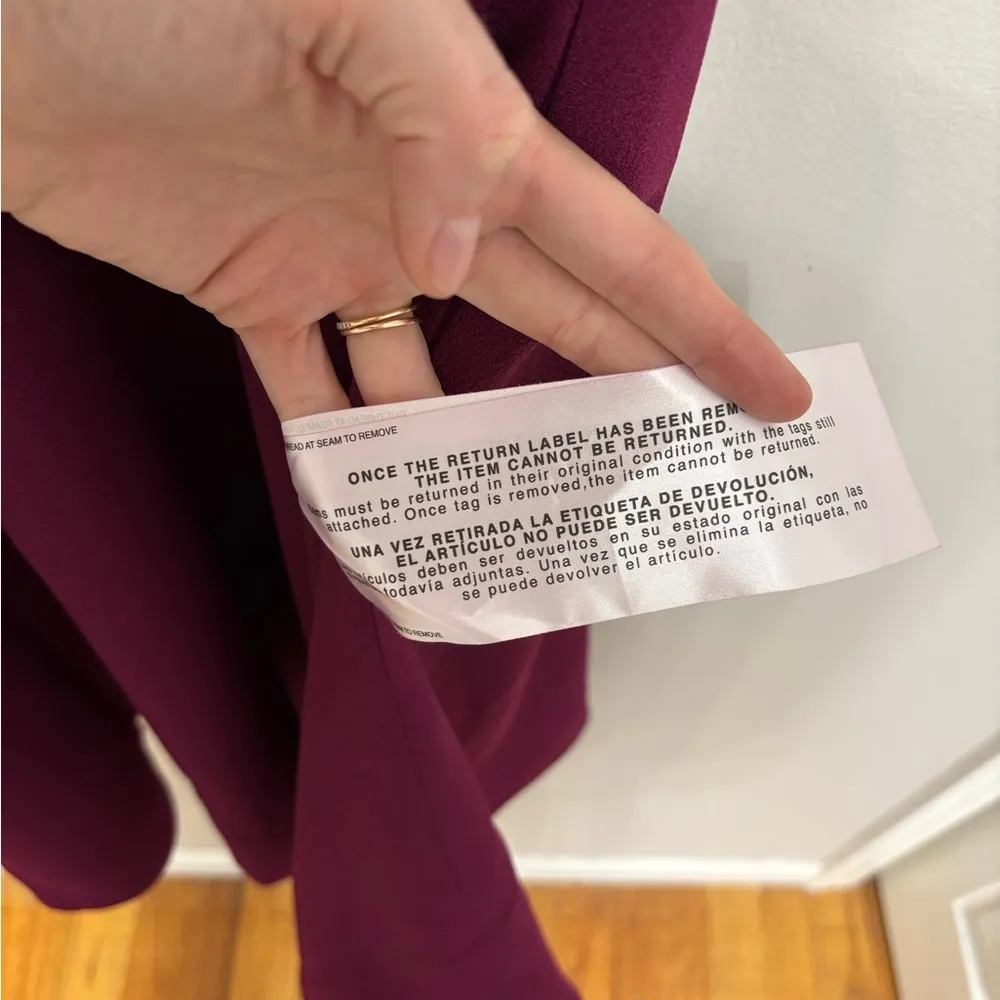 READ AT SEAM TO REMOVE
ONCE THE RETURN LABEL HAS BEEN
THE ITEM CANNOT BE RETURNED.
must be returned in their original condition with the tags still
attached. Once tag is removed,the item cannot be returned.
UNA VEZ RETIRADA LA ETIQUETA DE DEVOLUCIÓN,
EL ARTÍCULO NO PUEDE SER DEVUELTO.
deben ser devueltos en su estado original con las
todavía adjuntas. Una vez que se elimina la etiqueta, no
se puede devolver el artículo.
TO REMOVE